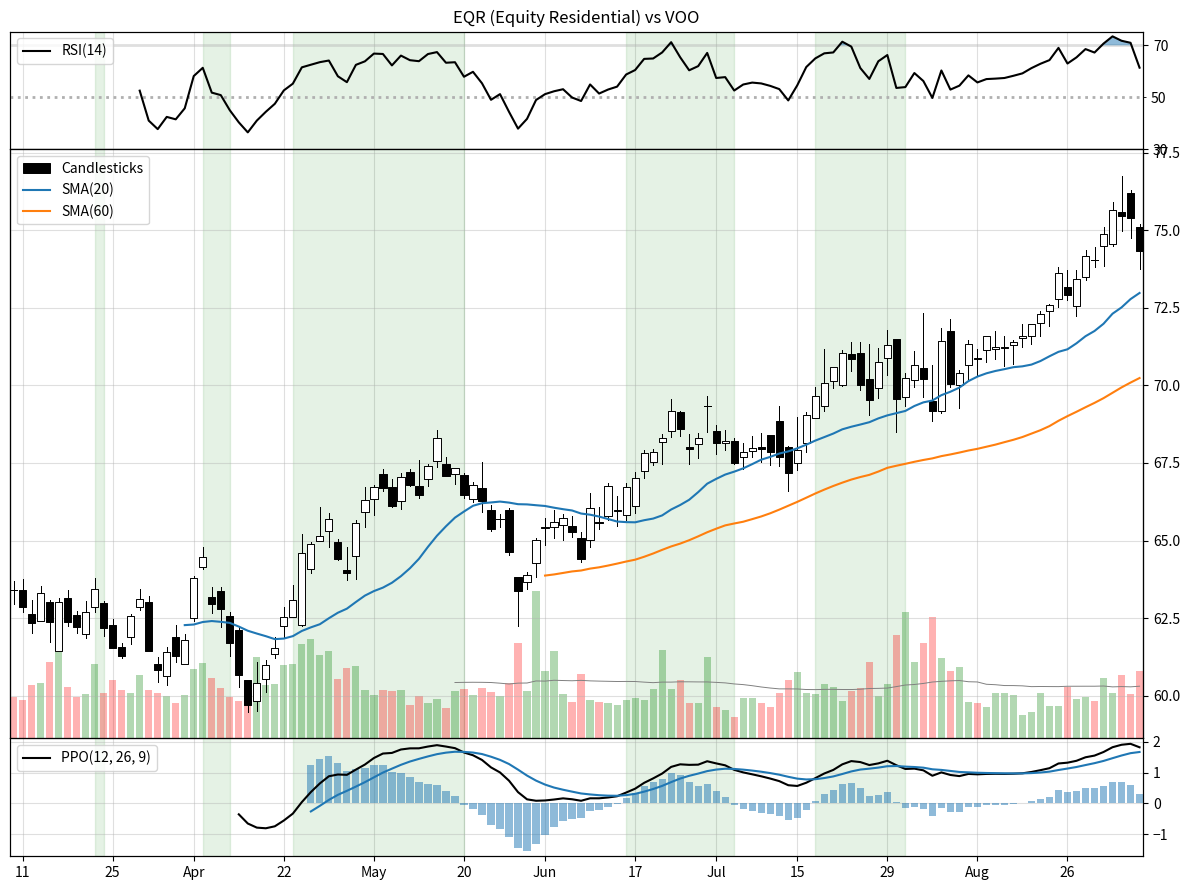 EQR (Equity Residential) vs VOO
RSI(14)
70
50
30
Candlesticks
SMA(20)
SMA(60)
77.5
75.0
72.5
70.0
67.5
65.0
62.5
60.0
PPO(12, 26, 9)
2
1
0
−1
11 25 Apr 22 May 20 Jun 17 Jul 15 29 Aug 26